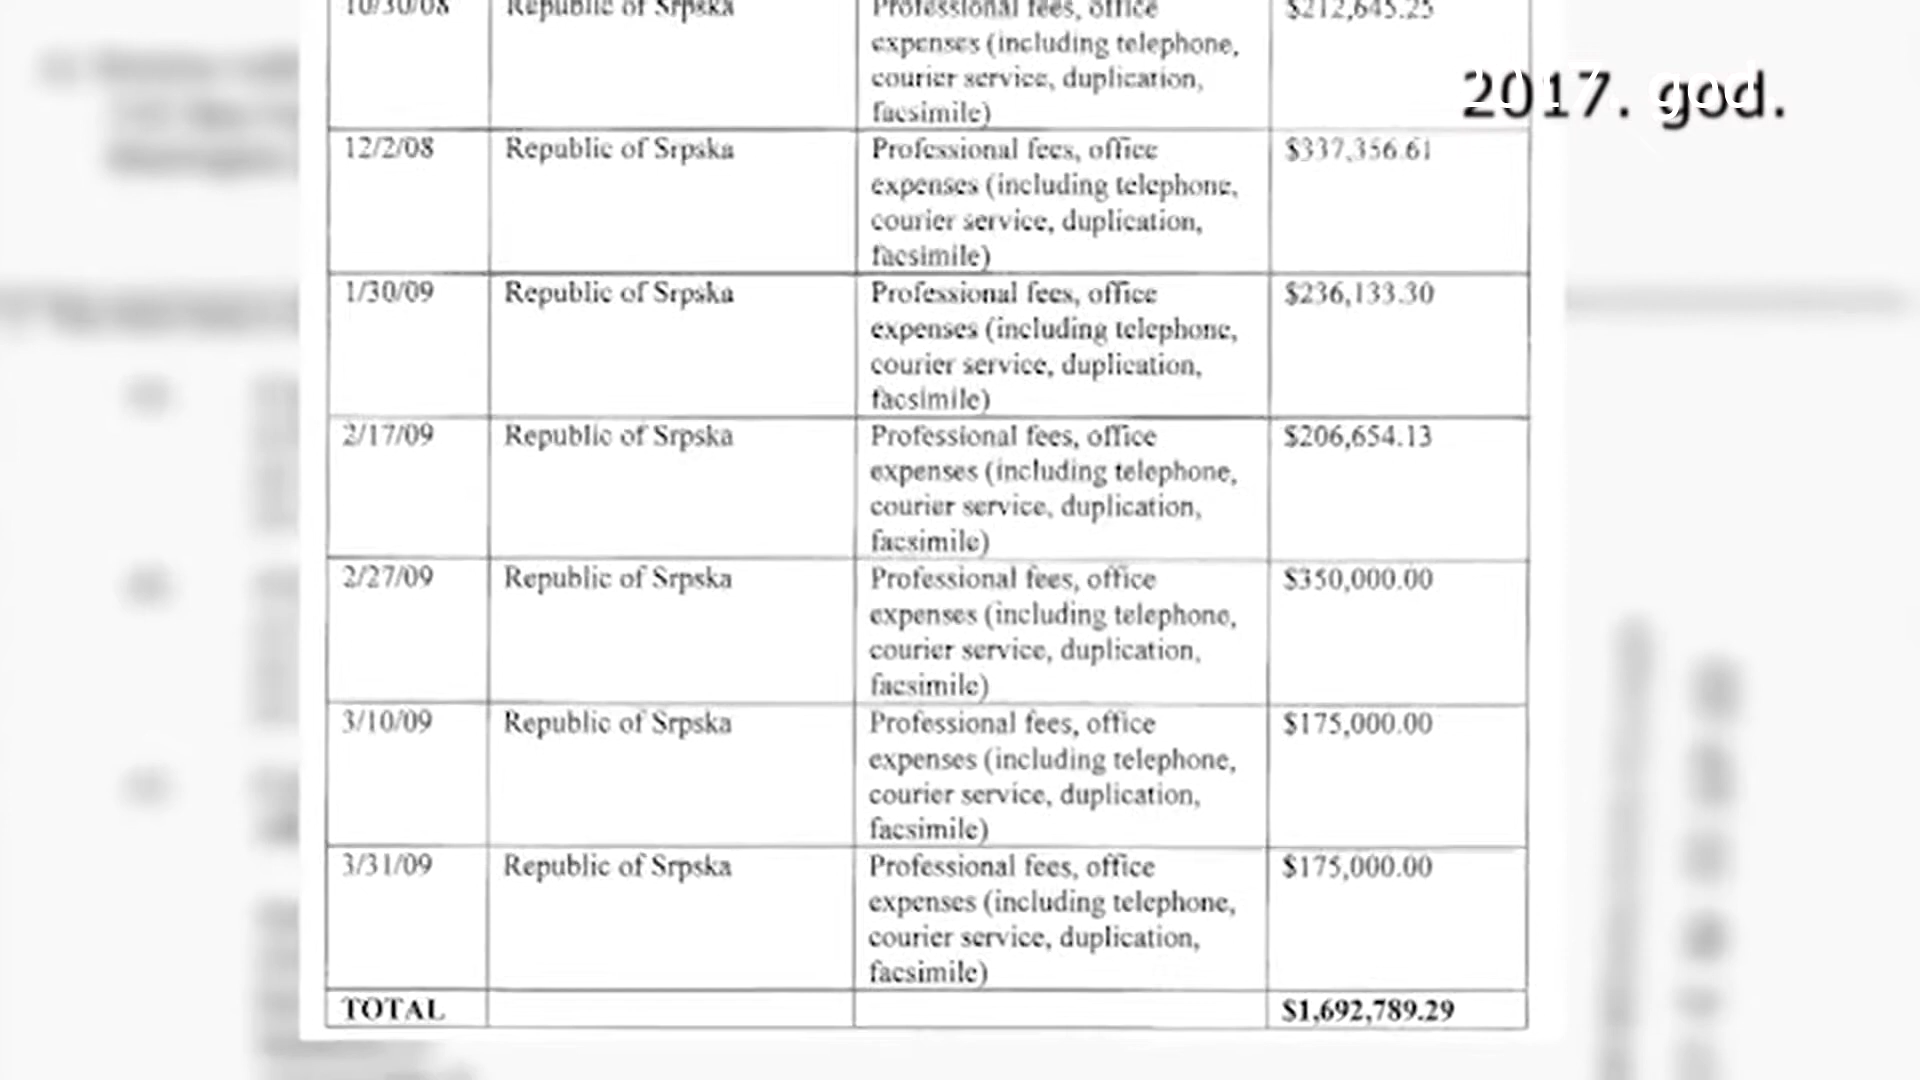 10/30/08 Republic of Srpska Professional fees, office $212,645.25
expenses (including telephone,
courier service, duplication,
facsimile)
2017. god.
12/2/08 Republic of Srpska Professional fees, office $337,356.61
expenses (including telephone,
courier service, duplication,
facsimile)
1/30/09 Republic of Srpska Professional fees, office $236,133.30
expenses (including telephone,
courier service, duplication,
facsimile)
2/17/09 Republic of Srpska Professional fees, office $206,654.13
expenses (including telephone,
courier service, duplication,
facsimile)
2/27/09 Republic of Srpska Professional fees, office $350,000.00
expenses (including telephone,
courier service, duplication,
facsimile)
3/10/09 Republic of Srpska Professional fees, office $175,000.00
expenses (including telephone,
courier service, duplication,
facsimile)
3/31/09 Republic of Srpska Professional fees, office $175,000.00
expenses (including telephone,
courier service, duplication,
facsimile)
TOTAL $1,692,789.29